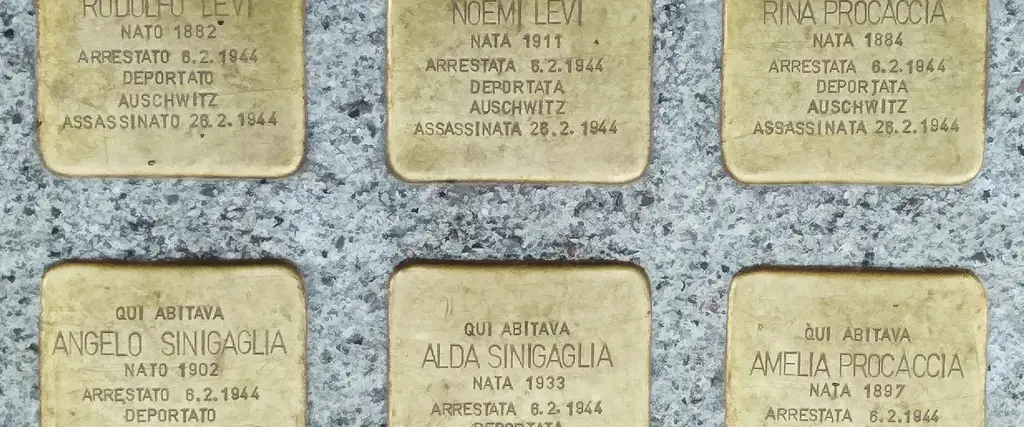 RODOLFO LEVI
NATO 1882
ARRESTATO 6.2.1944
DEPORTATO
AUSCHWITZ
ASSASSINATO 26.2.1944
NOEMI LEVI
NATA 1911
ARRESTATA 6.2.1944
DEPORTATA
AUSCHWITZ
ASSASSINATA 26.2.1944
RINA PROCACCIA
NATA 1884
ARRESTATA 6.2.1944
DEPORTATA
AUSCHWITZ
ASSASSINATA 26.2.1944
QUI ABITAVA
ANGELO SINIGAGLIA
NATO 1902
ARRESTATO 6.2.1944
DEPORTATO
QUI ABITAVA
ALDA SINIGAGLIA
NATA 1933
ARRESTATA 6.2.1944
DEPORTATA
QUI ABITAVA
AMELIA PROCACCIA
NATA 1897
ARRESTATA 6.2.1944